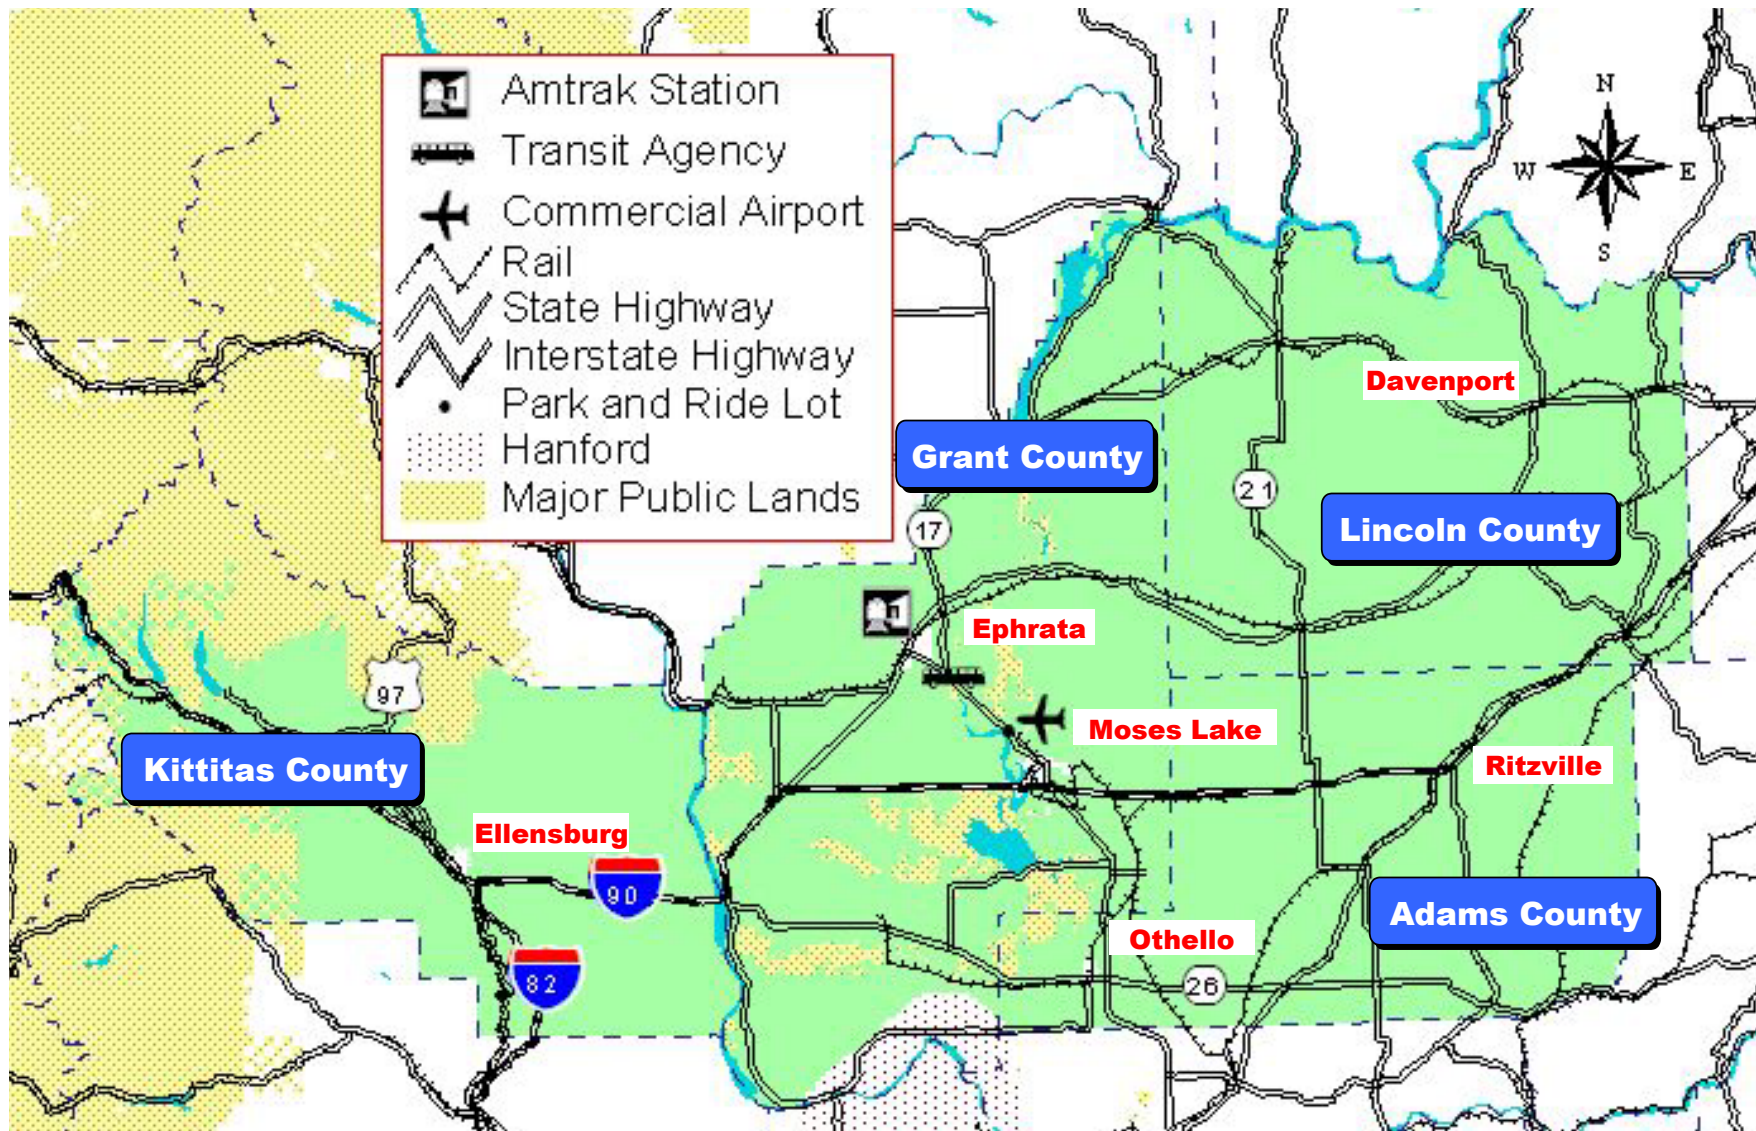 Amtrak Station
Transit Agency
Commercial Airport
Rail
State Highway
Interstate Highway
Park and Ride Lot
Hanford
Major Public Lands
N
W
E
S
Davenport
Grant County
21
Lincoln County
17
Ephrata
97
Moses Lake
Kittitas County
Ritzville
Ellensburg
90
Adams County
Othello
82
26